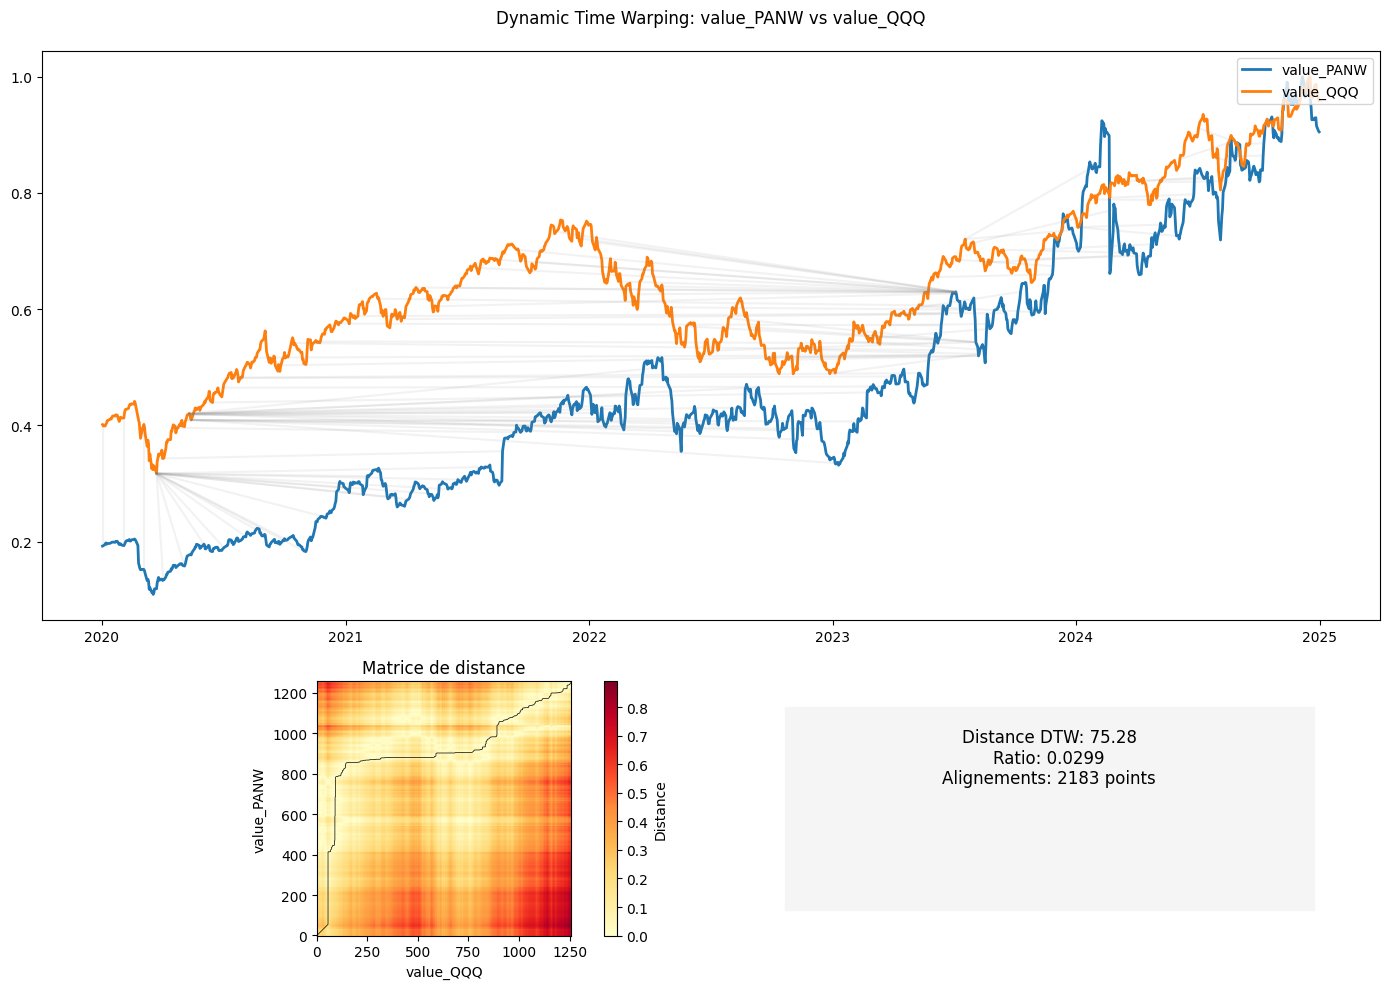 Dynamic Time Warping: value_PANW vs value_QQQ
value_PANW
value_QQQ
1.0
0.8
0.6
0.4
0.2
2020 2021 2022 2023 2024 2025
Matrice de distance
value_PANW
1200
1000
800
600
400
200
0
0 250 500 750 1000 1250
value_QQQ
0.8
0.7
0.6
0.5
0.4
0.3
0.2
0.1
0.0
Distance
Distance DTW: 75.28
Ratio: 0.0299
Alignements: 2183 points